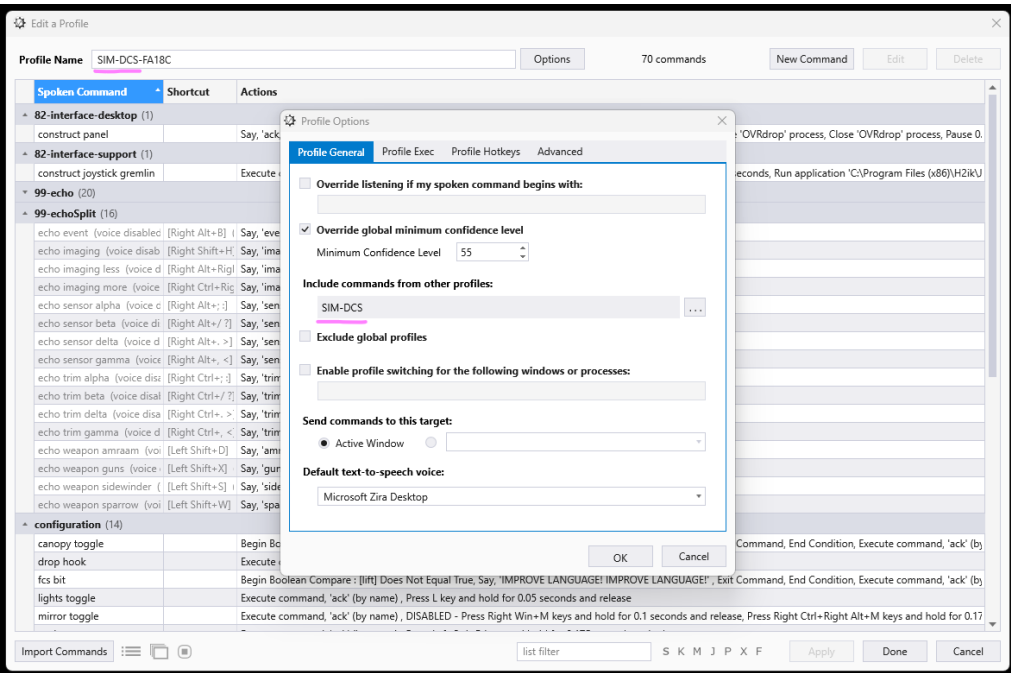 Edit a Profile
Profile Name SIM-DCS-FA18C Options 70 commands New Command Edit Delete
Spoken Command Shortcut Actions
82-interface-desktop (1)
construct panel Say, 'ack, 'OVRdrop' process, Close 'OVRdrop' process, Pause 0.
82-interface-support (1)
construct joystick gremlin Execute seconds, Run application 'C:\Program Files (x86)\H2ik\J
99-echo (20)
99-echoSplit (16)
echo event (voice disabled [Right Alt+B] Say, 'eve
echo imaging (voice disab [Right Shift+H Say, 'ima
echo imaging less (voice d [Right Alt+Rig Say, 'ima
echo imaging more (voice [Right Ctrl+Rig Say, 'ima
echo sensor alpha (voice d [Right Alt+; :] Say, 'sen
echo sensor beta (voice di [Right Alt+/ ?] Say, 'sen
echo sensor delta (voice d [Right Alt+. >] Say, 'sen
echo sensor gamma (voice [Right Alt+, <] Say, 'sen
echo trim alpha (voice disa [Right Ctrl+; :] Say, 'trim
echo trim beta (voice disal [Right Ctrl+/ ?] Say, 'trim
echo trim delta (voice disa [Right Ctrl+. > Say, 'trim
echo trim gamma (voice d [Right Ctrl+, < Say, 'trim
echo weapon amraam (voi [Left Shift+D] Say, 'amr
echo weapon guns (voice [Left Shift+X] Say, 'gun
echo weapon sidewinder ( [Left Shift+S] Say, 'side
echo weapon sparrow (voi [Left Shift+W] Say, 'spa
configuration (14)
canopy toggle Begin Bo Command, End Condition, Execute command, 'ack' (by
drop hook Execute
fcs bit Begin Boolean Compare : [lift] Does Not Equal True, Say, 'IMPROVE LANGUAGE! IMPROVE LANGUAGE!' , Exit Command, End Condition, Execute command, 'ack' (by
lights toggle Execute command, 'ack' (by name) , Press L key and hold for 0.05 seconds and release
mirror toggle Execute command, 'ack' (by name) , DISABLED - Press Right Win+M keys and hold for 0.1 seconds and release, Press Right Ctrl+Right Alt+M keys and hold for 0.17
Import Commands list filter S K M J P X F Apply Done Cancel
Profile Options
Profile General Profile Exec Profile Hotkeys Advanced
Override listening if my spoken command begins with:
Override global minimum confidence level
Minimum Confidence Level 55
Include commands from other profiles:
SIM-DCS ...
Exclude global profiles
Enable profile switching for the following windows or processes:
Send commands to this target:
Active Window
Default text-to-speech voice:
Microsoft Zira Desktop
OK Cancel